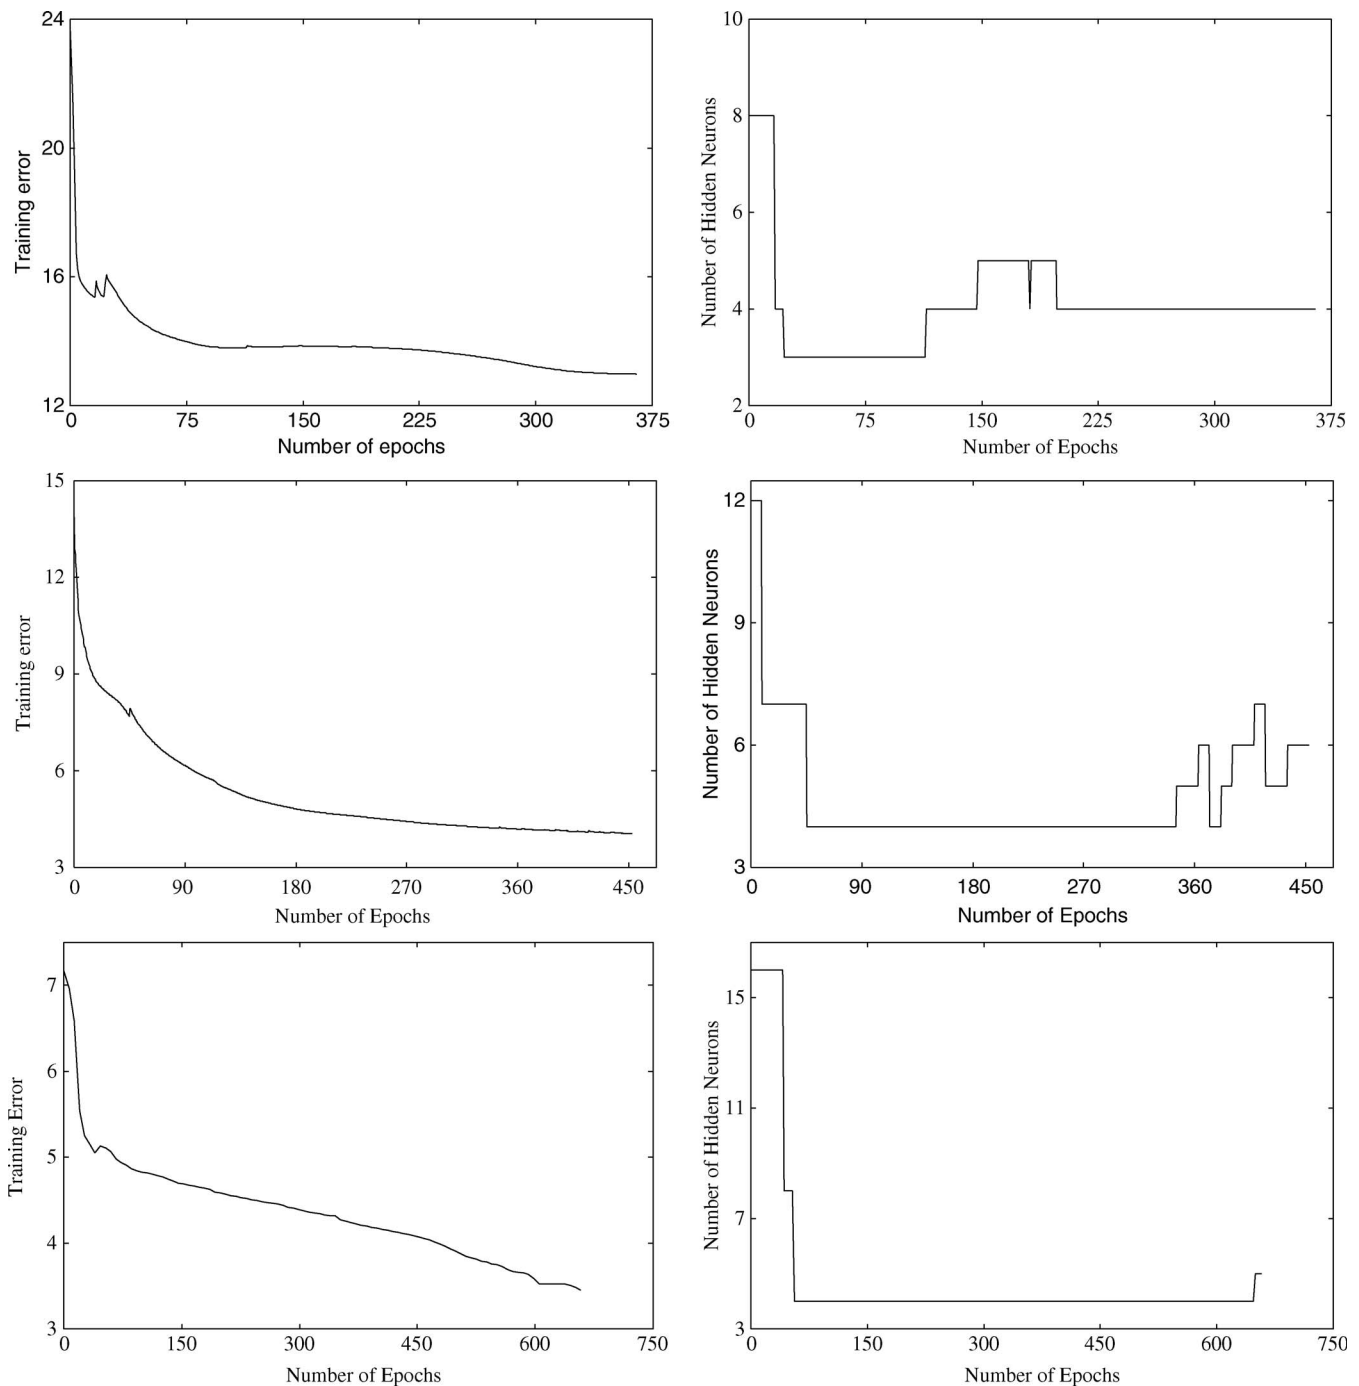 24
20
16
12
Training error
0 75 150 225 300 375
Number of epochs
10
8
6
4
2
Number of Hidden Neurons
0 75 150 225 300 375
Number of Epochs
15
12
9
6
3
Training error
0 90 180 270 360 450
Number of Epochs
12
9
6
3
Number of Hidden Neurons
0 90 180 270 360 450
Number of Epochs
7
6
5
4
3
Training Error
0 150 300 450 600 750
Number of Epochs
15
11
7
3
Number of Hidden Neurons
0 150 300 450 600 750
Number of Epochs